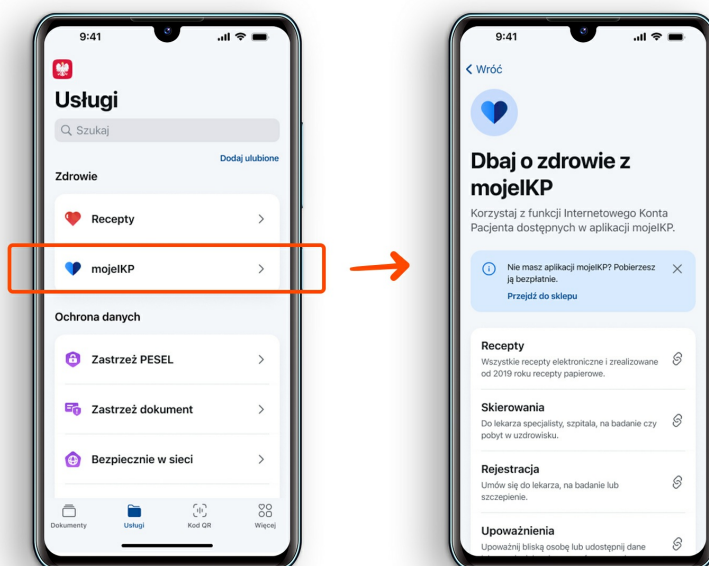 9:41
Usługi
Szukaj
Dodaj ulubione
Zdrowie
Recepty
mojeIKP
Ochrona danych
Zastrzeż PESEL
Zastrzeż dokument
Bezpiecznie w sieci
Dokumenty
Usługi
Kod QR
Więcej
9:41
Wróć
Dbaj o zdrowie z
mojeIKP
Korzystaj z funkcji Internetowego Konta
Pacjenta dostępnych w aplikacji mojeIKP.
Nie masz aplikacji mojeIKP? Pobierzesz
ją bezpłatnie.
Przejdź do sklepu
Recepty
Wszystkie recepty elektroniczne i zrealizowane
od 2019 roku recepty papierowe.
Skierowania
Do lekarza specjalisty, szpitala, na badanie czy
pobyt w uzdrowisku.
Rejestracja
Umów się do lekarza, na badanie lub
szczepienie.
Upoważnienia
Upoważnij bliską osobę lub udostępnij dane